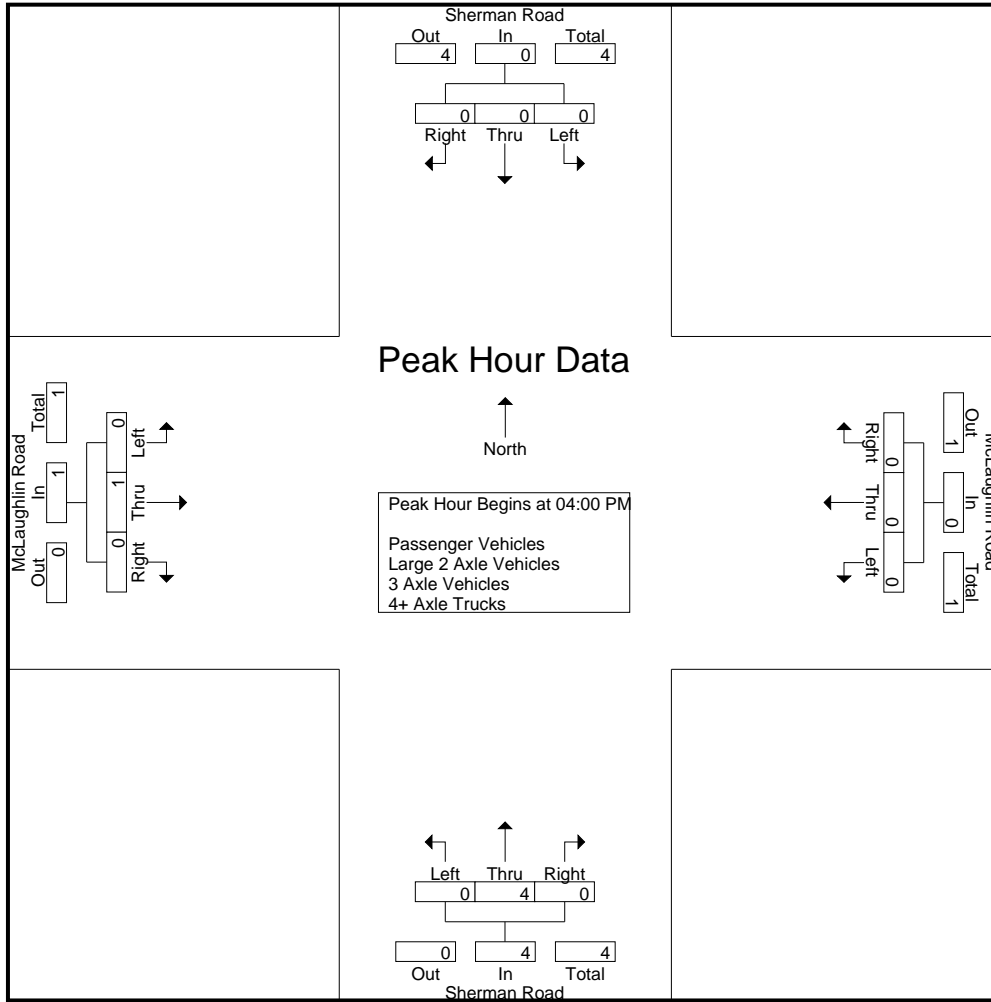 Sherman Road
Out In Total
4 0 4
0 0 0
Right Thru Left
Peak Hour Data
North
Peak Hour Begins at 04:00 PM
Passenger Vehicles
Large 2 Axle Vehicles
3 Axle Vehicles
4+ Axle Trucks
McLaughlin Road
Out In Total
0 1 1
0 1 0
Right Thru Left
McLaughlin Road
Out In Total
1 0 1
0 0 0
Right Thru Left
Left Thru Right
0 4 0
0 4 4
Out In Total
Sherman Road